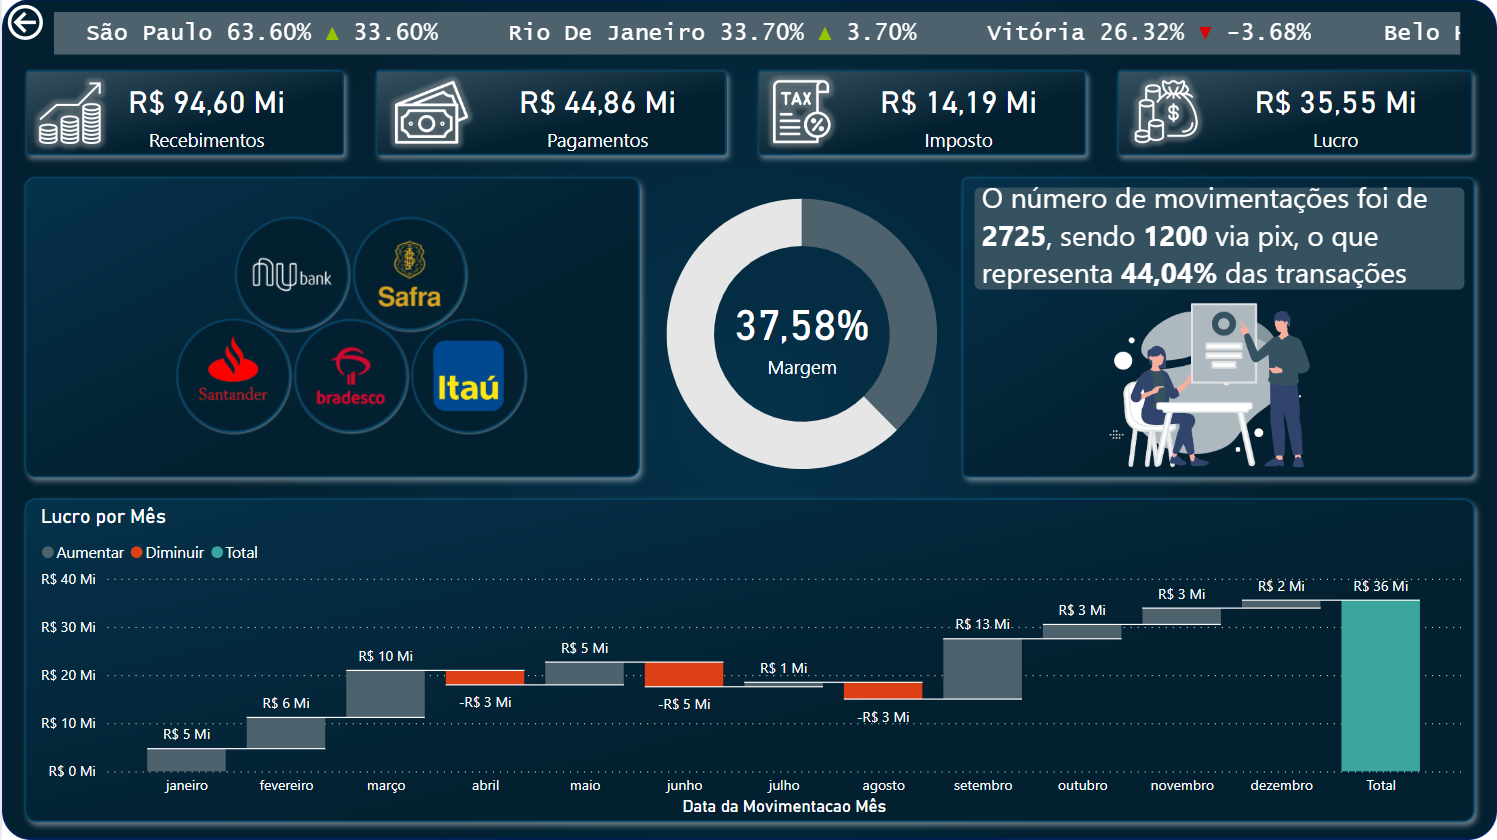 São Paulo 63.60% ▲ 33.60% Rio De Janeiro 33.70% ▲ 3.70% Vitória 26.32% ▼ -3.68% Belo
R$ 94,60 Mi
Recebimentos
R$ 44,86 Mi
Pagamentos
TAX
R$ 14,19 Mi
Imposto
R$ 35,55 Mi
Lucro
nu bank
Safra
Santander
bradesco
Itaú
37,58%
Margem
O número de movimentações foi de
2725, sendo 1200 via pix, o que
representa 44,04% das transações
Lucro por Mês
Aumentar Diminuir Total
R$ 40 Mi
R$ 30 Mi
R$ 20 Mi
R$ 10 Mi
R$ 0 Mi
R$ 5 Mi
R$ 6 Mi
R$ 10 Mi
-R$ 3 Mi
R$ 5 Mi
-R$ 5 Mi
R$ 1 Mi
-R$ 3 Mi
R$ 13 Mi
R$ 3 Mi
R$ 3 Mi
R$ 2 Mi
R$ 36 Mi
janeiro fevereiro março abril maio junho julho agosto setembro outubro novembro dezembro Total
Data da Movimentacao Mês